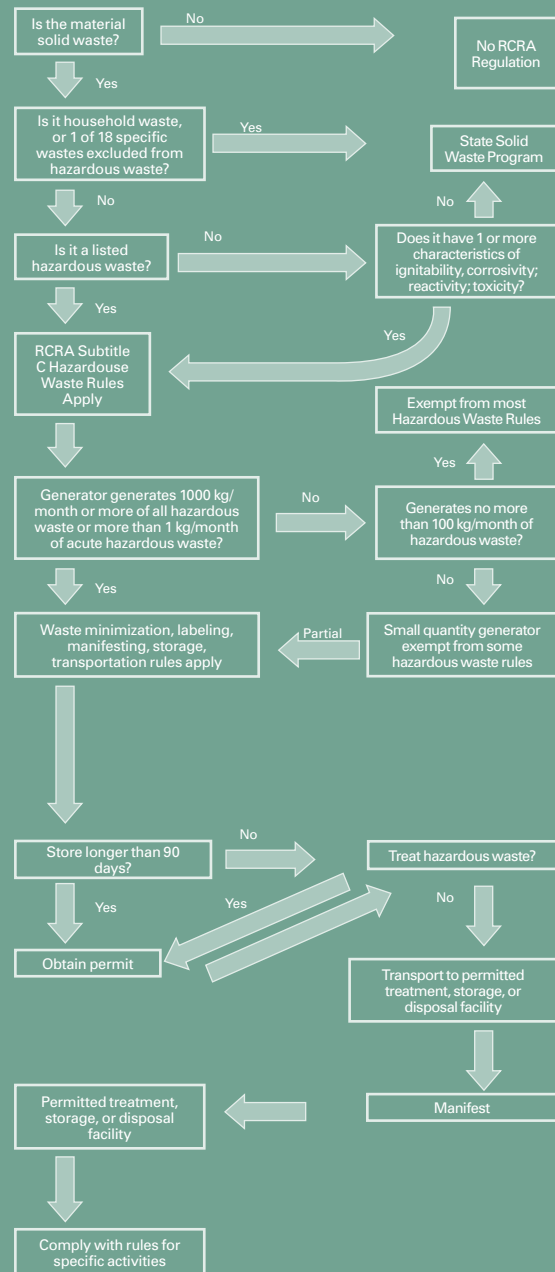 Is the material
solid waste?
No
No RCRA
Regulation
Yes
Is it household waste,
or 1 of 18 specific
wastes excluded from
hazardous waste?
Yes
State Solid
Waste Program
No
No
Is it a listed
hazardous waste?
No
Does it have 1 or more
characteristics of
ignitability, corrosivity;
reactivity; toxicity?
Yes
Yes
RCRA Subtitle
C Hazardouse
Waste Rules
Apply
Exempt from most
Hazardous Waste Rules
Yes
Generator generates 1000 kg/
month or more of all hazardous
waste or more than 1 kg/month
of acute hazardous waste?
No
Generates no more
than 100 kg/month of
hazardous waste?
Yes
No
Waste minimization, labeling,
manifesting, storage,
transportation rules apply
Partial
Small quantity generator
exempt from some
hazardous waste rules
Store longer than 90
days?
No
Treat hazardous waste?
Yes
Yes
No
Obtain permit
Transport to permitted
treatment, storage, or
disposal facility
Permitted treatment,
storage, or disposal
facility
Manifest
Comply with rules for
specific activities